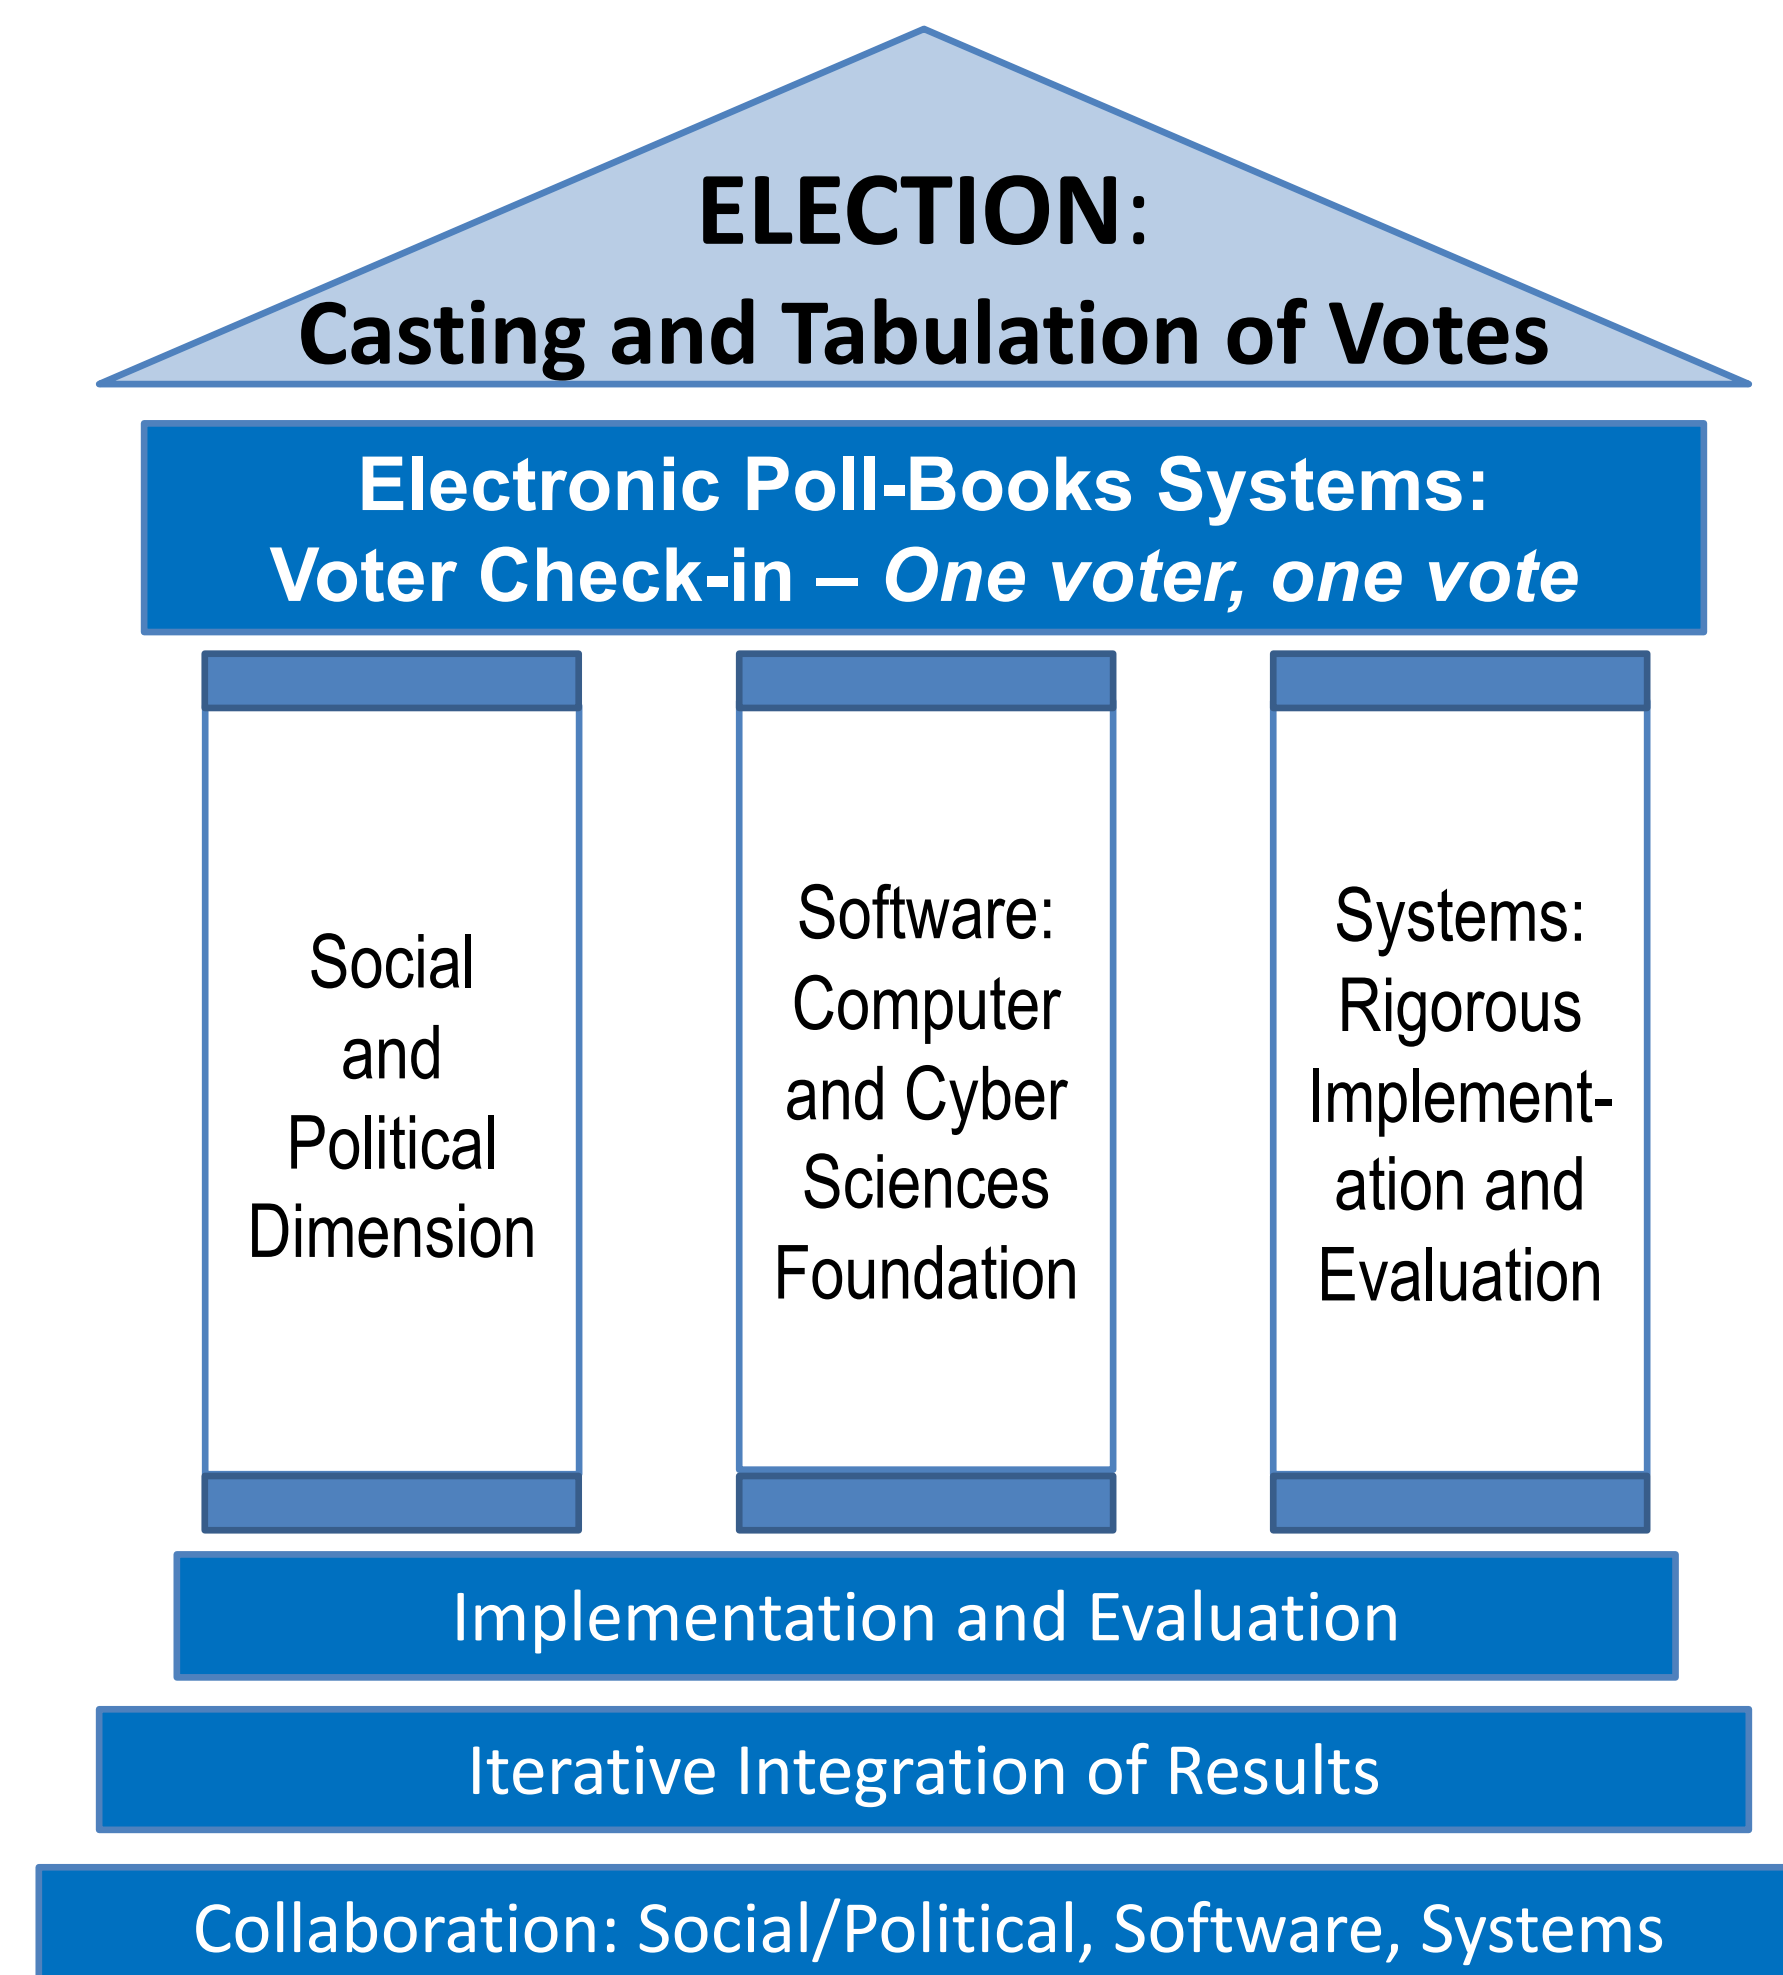 ELECTION:
Casting and Tabulation of Votes
Electronic Poll-Books Systems:
Voter Check-in – One voter, one vote
Social
and
Political
Dimension
Software:
Computer
and Cyber
Sciences
Foundation
Systems:
Rigorous
Implement-
ation and
Evaluation
Implementation and Evaluation
Iterative Integration of Results
Collaboration: Social/Political, Software, Systems